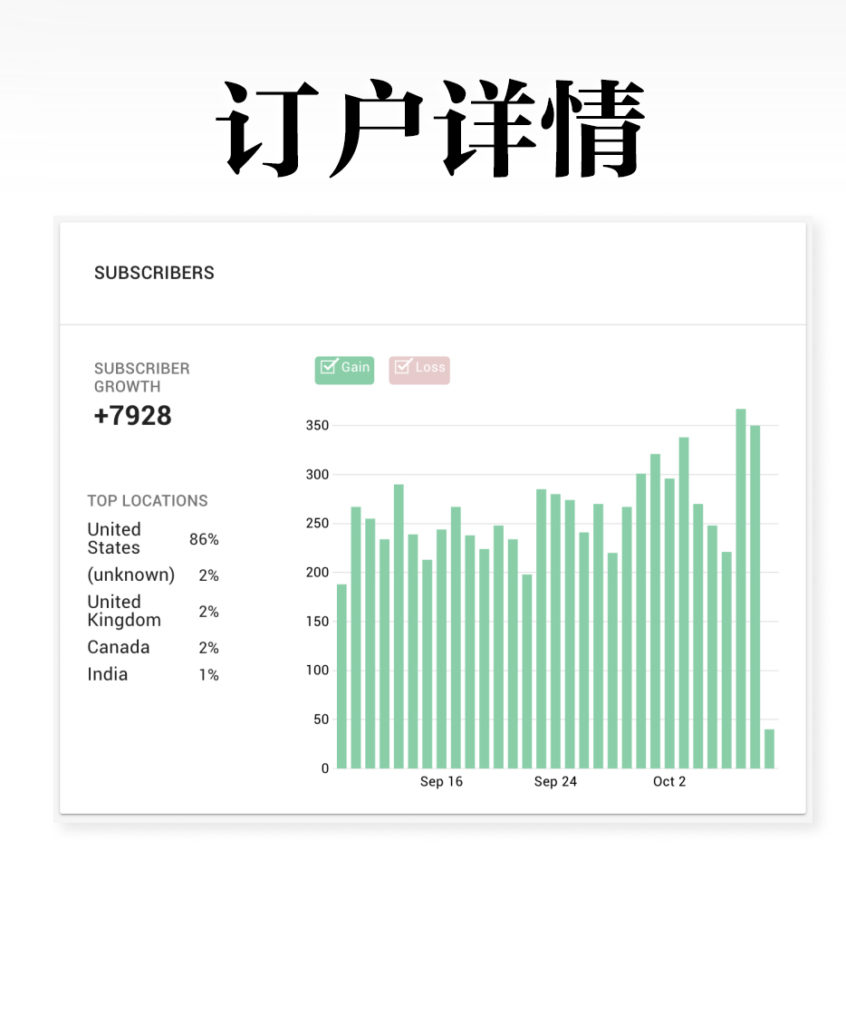 订户详情
SUBSCRIBERS
SUBSCRIBER
GROWTH
+7928
TOP LOCATIONS
United
States 86%
(unknown) 2%
United
Kingdom 2%
Canada 2%
India 1%
Gain Loss
350
300
250
200
150
100
50
0
Sep 16 Sep 24 Oct 2